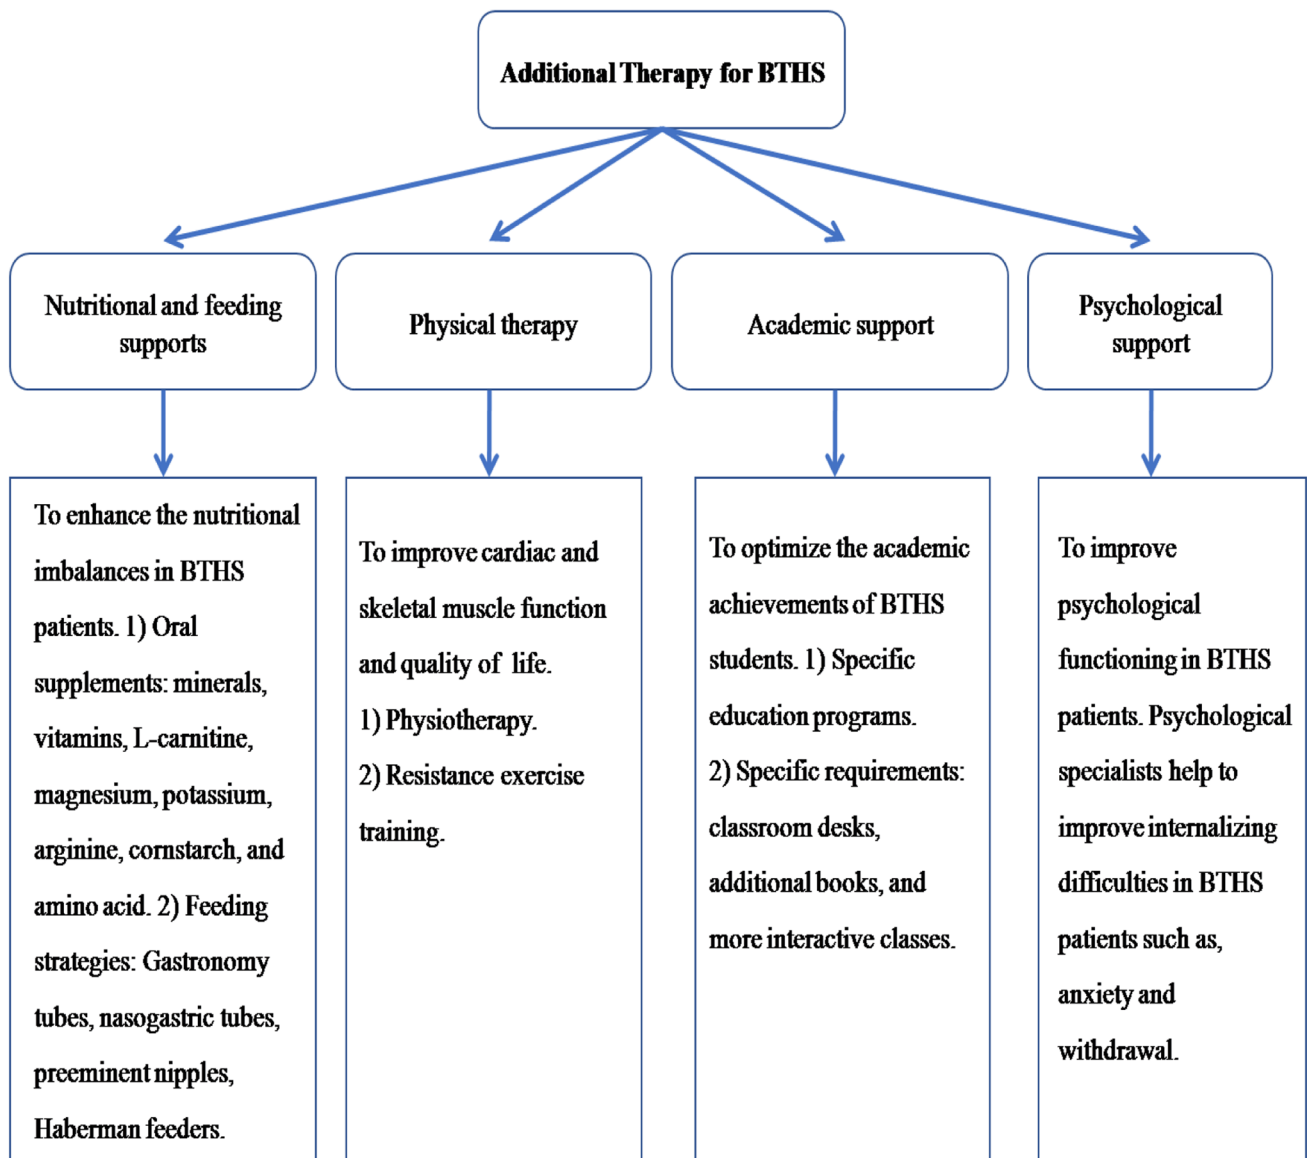 Additional Therapy for BTHS
Nutritional and feeding
supports
Physical therapy
Academic support
Psychological
support
To enhance the nutritional
imbalances in BTHS
patients. 1) Oral
supplements: minerals,
vitamins, L-carnitine,
magnesium, potassium,
arginine, cornstarch, and
amino acid. 2) Feeding
strategies: Gastronomy
tubes, nasogastric tubes,
preeminent nipples,
Haberman feeders.
To improve cardiac and
skeletal muscle function
and quality of life.
1) Physiotherapy.
2) Resistance exercise
training.
To optimize the academic
achievements of BTHS
students. 1) Specific
education programs.
2) Specific requirements:
classroom desks,
additional books, and
more interactive classes.
To improve
psychological
functioning in BTHS
patients. Psychological
specialists help to
improve internalizing
difficulties in BTHS
patients such as,
anxiety and
withdrawal.